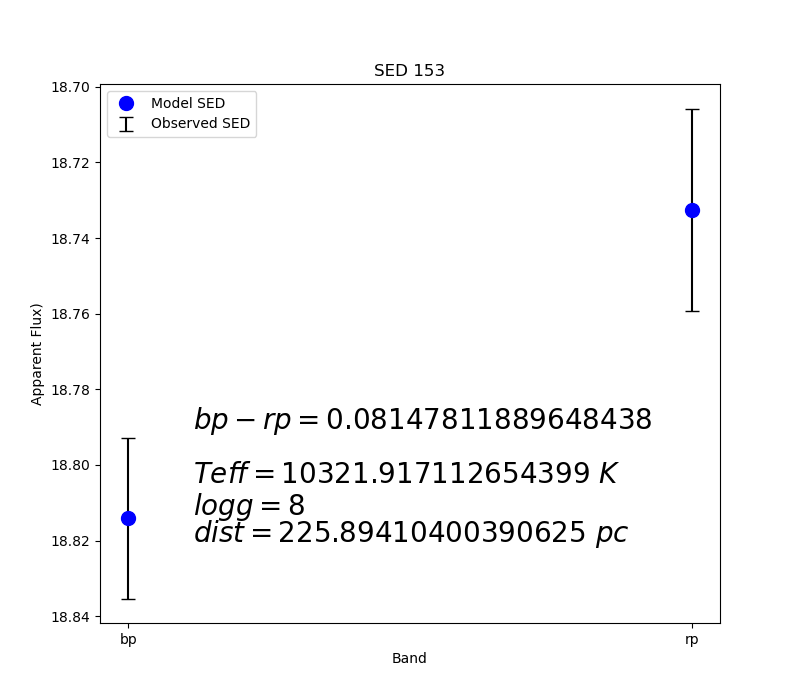 SED 153
18.70
18.72
18.74
18.76
18.78
18.80
18.82
18.84
Apparent Flux)
Model SED
Observed SED
bp − rp = 0.08147811889648438
Teff = 10321.917112654399 K
logg = 8
dist = 225.89410400390625 pc
bp
rp
Band